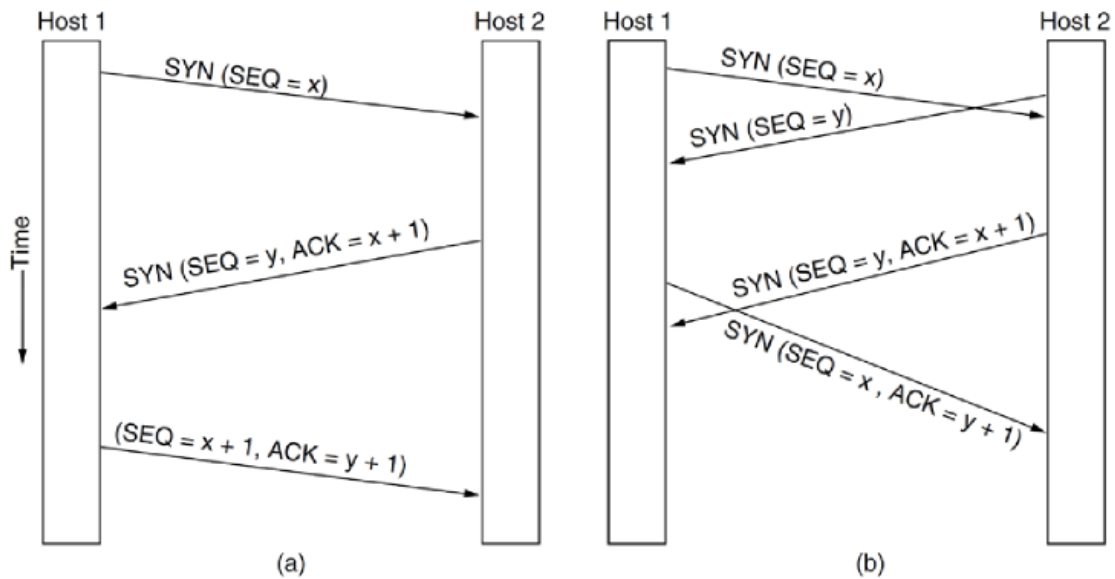 Host 1
Host 2
SYN (SEQ = x)
SYN (SEQ = y, ACK = x + 1)
(SEQ = x + 1, ACK = y + 1)
Time
(a)
Host 1
Host 2
SYN (SEQ = x)
SYN (SEQ = y)
SYN (SEQ = y, ACK = x + 1)
SYN (SEQ = x , ACK = y + 1)
(b)